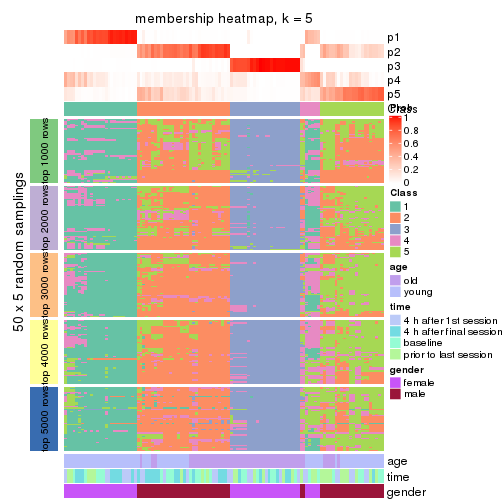 membership heatmap, k = 5
p1
p2
p3
p4
p5
Prob
Class
1
0.8
0.6
0.4
0.2
0
Class
1
2
3
4
5
age
old
young
time
4 h after 1st session
4 h after final session
baseline
prior to last session
gender
female
male
50 x 5 random samplings
top 1000 rows
top 2000 rows
top 3000 rows
top 4000 rows
top 5000 rows
age
time
gender